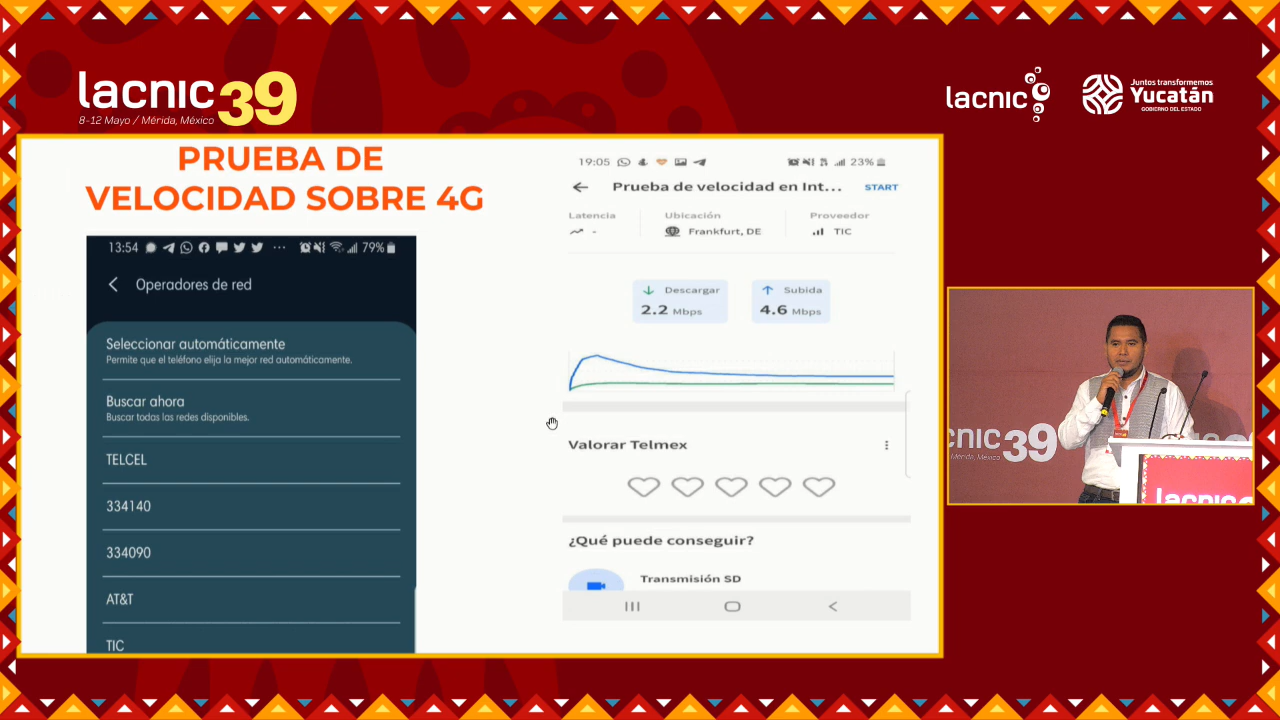 lacnic39
8-12 Mayo / Mérida, México
lacnic
Juntos transformemos
Yucatán
GOBIERNO DEL ESTADO
PRUEBA DE
VELOCIDAD SOBRE 4G
13:54 79%
Operadores de red
Seleccionar automáticamente
Permite que el teléfono elija la mejor red automáticamente.
Buscar ahora
Buscar todas las redes disponibles.
TELCEL
334140
334090
AT&T
TIC
19:05 23%
Prueba de velocidad en Int... START
Latencia Ubicación Proveedor
- Frankfurt, DE TIC
Descargar Subida
2.2 Mbps 4.6 Mbps
Valorar Telmex
¿Qué puede conseguir?
Transmisión SD
cnic39
Mérida, México
lacnic